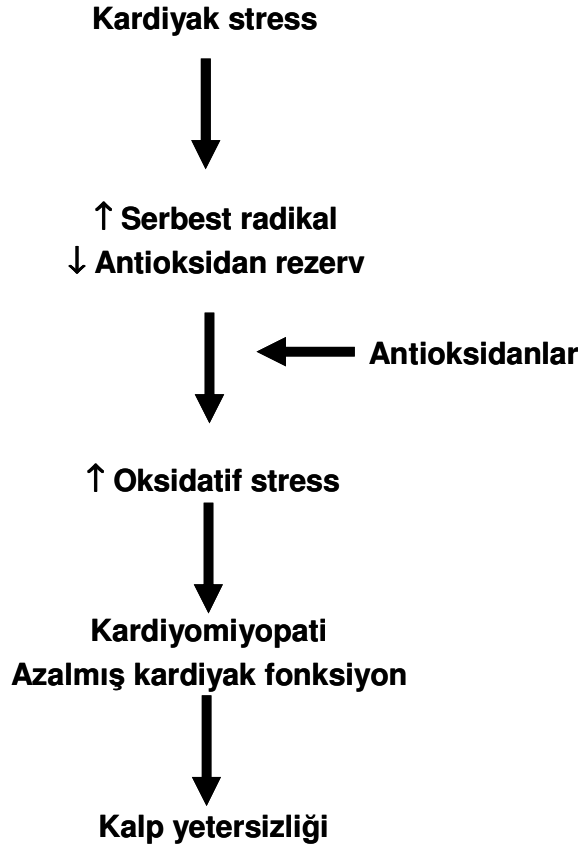 Kardiyak stress
↑ Serbest radikal
↓ Antioksidan rezerv
Antioksidanlar
↑ Oksidatif stress
Kardiyomiyopati
Azalmış kardiyak fonksiyon
Kalp yetersizliği